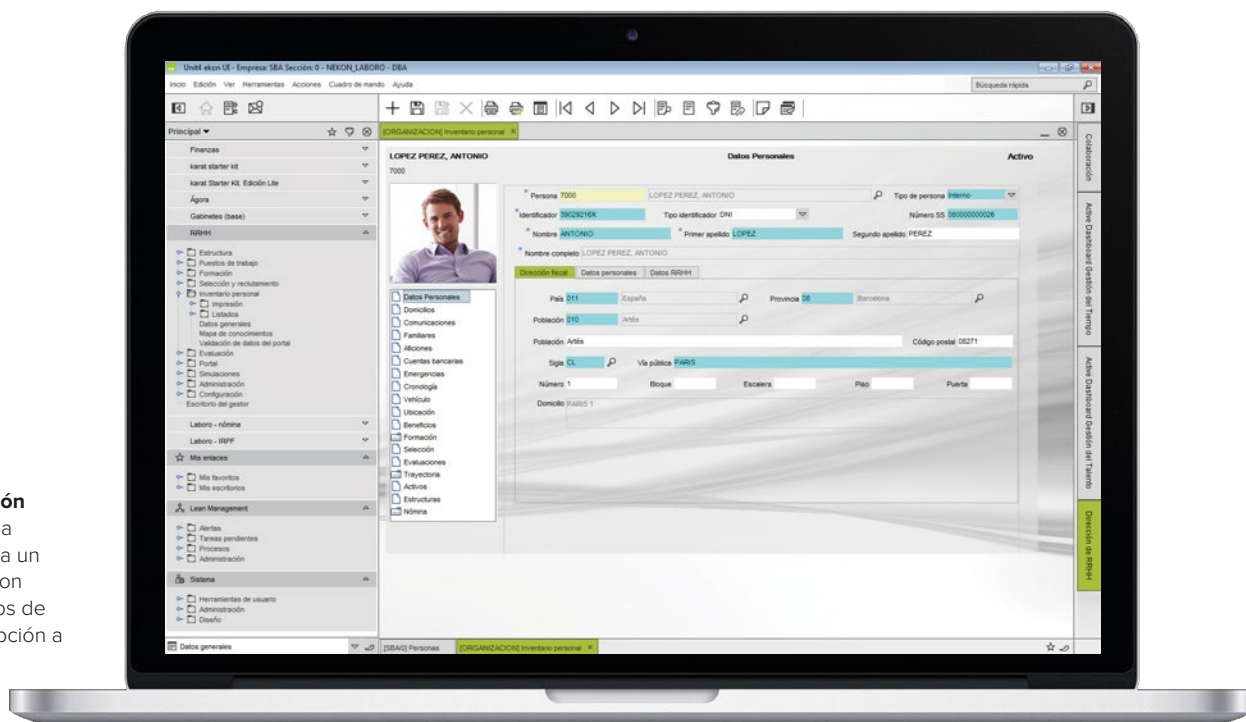 ón
a
a un
on
os de
pción a
Unit4 ekon UI - Empresa: SBA Sección: 0 - NEKON_LABORO - DBA
Inicio Edición Ver Herramientas Acciones Cuadro de mando Ayuda
Búsqueda rápida
Principal
Finanzas
karat starter kit
karat Starter Kit. Edición Lite
Ágora
Gabinetes (base)
RRHH
Estructura
Puestos de trabajo
Formación
Selección y reclutamiento
Inventario personal
Impresión
Listados
Datos generales
Mapa de conocimientos
Validación de datos del portal
Evaluación
Portal
Simulaciones
Administración
Configuración
Escritorio del gestor
Laboro - nómina
Laboro - IRPF
Mis enlaces
Mis favoritos
Mis escritorios
Lean Management
Alertas
Tareas pendientes
Procesos
Administración
Sistema
Herramientas de usuario
Administración
Diseño
Datos generales
[ORGANIZACION] Inventario personal
LOPEZ PEREZ, ANTONIO Datos Personales Activo
7000
Datos Personales
Domicilios
Comunicaciones
Familiares
Aficiones
Cuentas bancarias
Emergencias
Cronología
Vehículo
Ubicación
Beneficios
Formación
Selección
Evaluaciones
Trayectoria
Activos
Estructuras
Nómina
* Persona 7000 LOPEZ PEREZ, ANTONIO Tipo de persona Interno
* Identificador 39029216X Tipo identificador DNI Número SS 080000000026
* Nombre ANTONIO * Primer apellido LOPEZ Segundo apellido PEREZ
* Nombre completo LOPEZ PEREZ, ANTONIO
Dirección fiscal Datos personales Datos RRHH
País 011 España Provincia 08 Barcelona
Población 010 Artés
Población Artés Código postal 08271
Sigla CL Vía pública PARIS
Número 1 Bloque Escalera Piso Puerta
Domicilio PARIS 1
[SBA/0] Personas [ORGANIZACION] Inventario personal
Colaboración
Active Dashboard Gestión del Tiempo
Active Dashboard Gestión del Talento
Dirección de RRHH